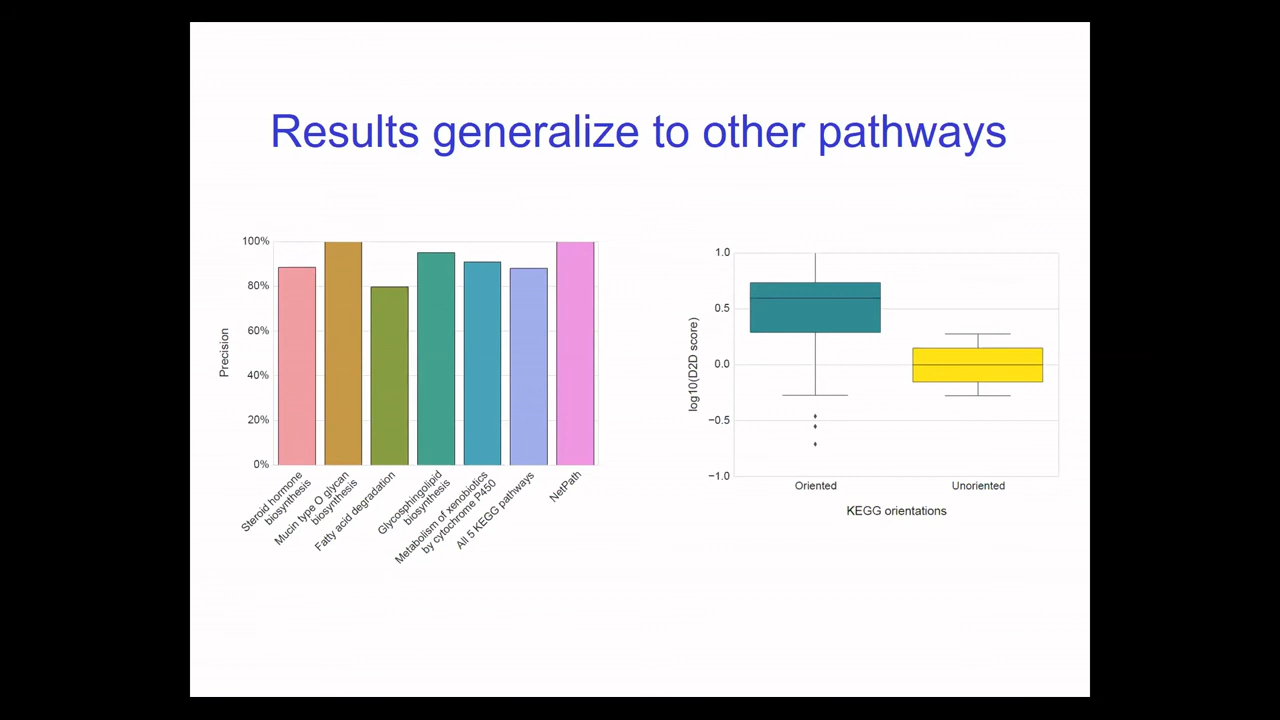 Results generalize to other pathways
100%
80%
60%
40%
20%
0%
Precision
Steroid hormone
biosynthesis
Mucin type O glycan
biosynthesis
Fatty acid degradation
Glycosphingolipid
biosynthesis
Metabolism of xenobiotics
by cytochrome P450
All 5 KEGG pathways
NetPath
1.0
0.5
0.0
−0.5
−1.0
log10(D2D score)
Oriented
Unoriented
KEGG orientations